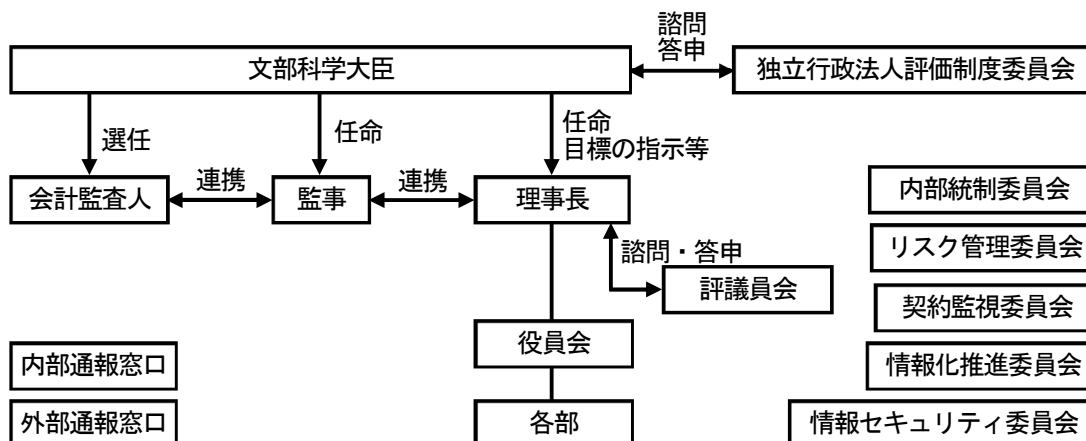 諮問
答申
文部科学大臣
独立行政法人評価制度委員会
選任
任命
任命
目標の指示等
会計監査人
連携
監事
連携
理事長
内部統制委員会
諮問・答申
リスク管理委員会
評議員会
契約監視委員会
役員会
内部通報窓口
情報化推進委員会
外部通報窓口
各部
情報セキュリティ委員会